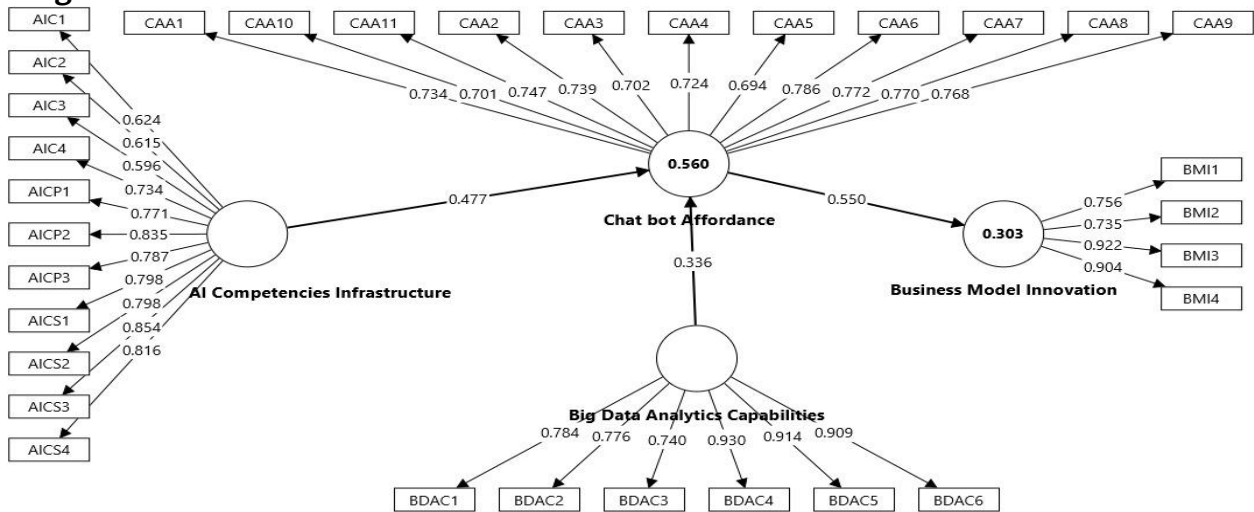 AIC1
AIC2
AIC3
AIC4
AICP1
AICP2
AICP3
AICS1
AICS2
AICS3
AICS4
0.624
0.615
0.596
0.734
0.771
0.835
0.787
0.798
0.798
0.854
0.816
AI Competencies Infrastructure
0.477
CAA1 CAA10 CAA11 CAA2 CAA3 CAA4 CAA5 CAA6 CAA7 CAA8 CAA9
0.734 0.701 0.747 0.739 0.702 0.724 0.694 0.786 0.772 0.770 0.768
0.560
Chat bot Affordance
0.550
0.336
0.303
Business Model Innovation
0.756
0.735
0.922
0.904
BMI1
BMI2
BMI3
BMI4
Big Data Analytics Capabilities
0.784 0.776 0.740 0.930 0.914 0.909
BDAC1 BDAC2 BDAC3 BDAC4 BDAC5 BDAC6